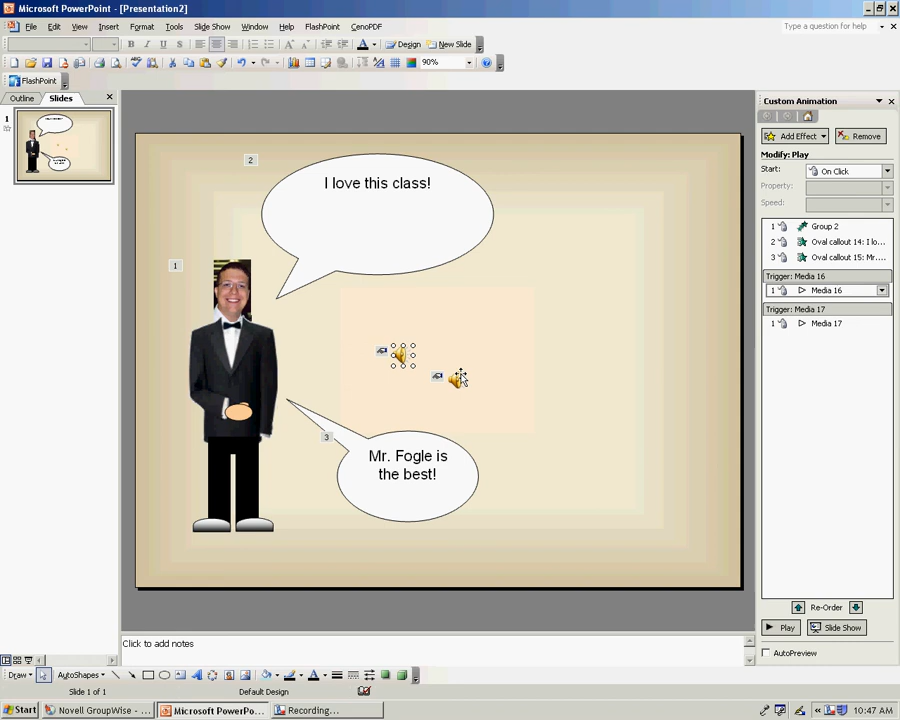 Microsoft PowerPoint - [Presentation2]
File Edit View Insert Format Tools Slide Show Window Help FlashPoint CenoPDF
Type a question for help
B I U S
Design New Slide
90%
FlashPoint
Outline Slides
1
2
I love this class!
1
3
Mr. Fogle is
the best!
Custom Animation
Add Effect Remove
Modify: Play
Start: On Click
Property:
Speed:
1 Group 2
2 Oval callout 14: I lo...
3 Oval callout 15: Mr....
Trigger: Media 16
1 Media 16
Trigger: Media 17
1 Media 17
Re-Order
Play Slide Show
AutoPreview
Click to add notes
Draw AutoShapes
Slide 1 of 1 Default Design
Start Novell GroupWise - ... Microsoft PowerPo... Recording... 10:47 AM